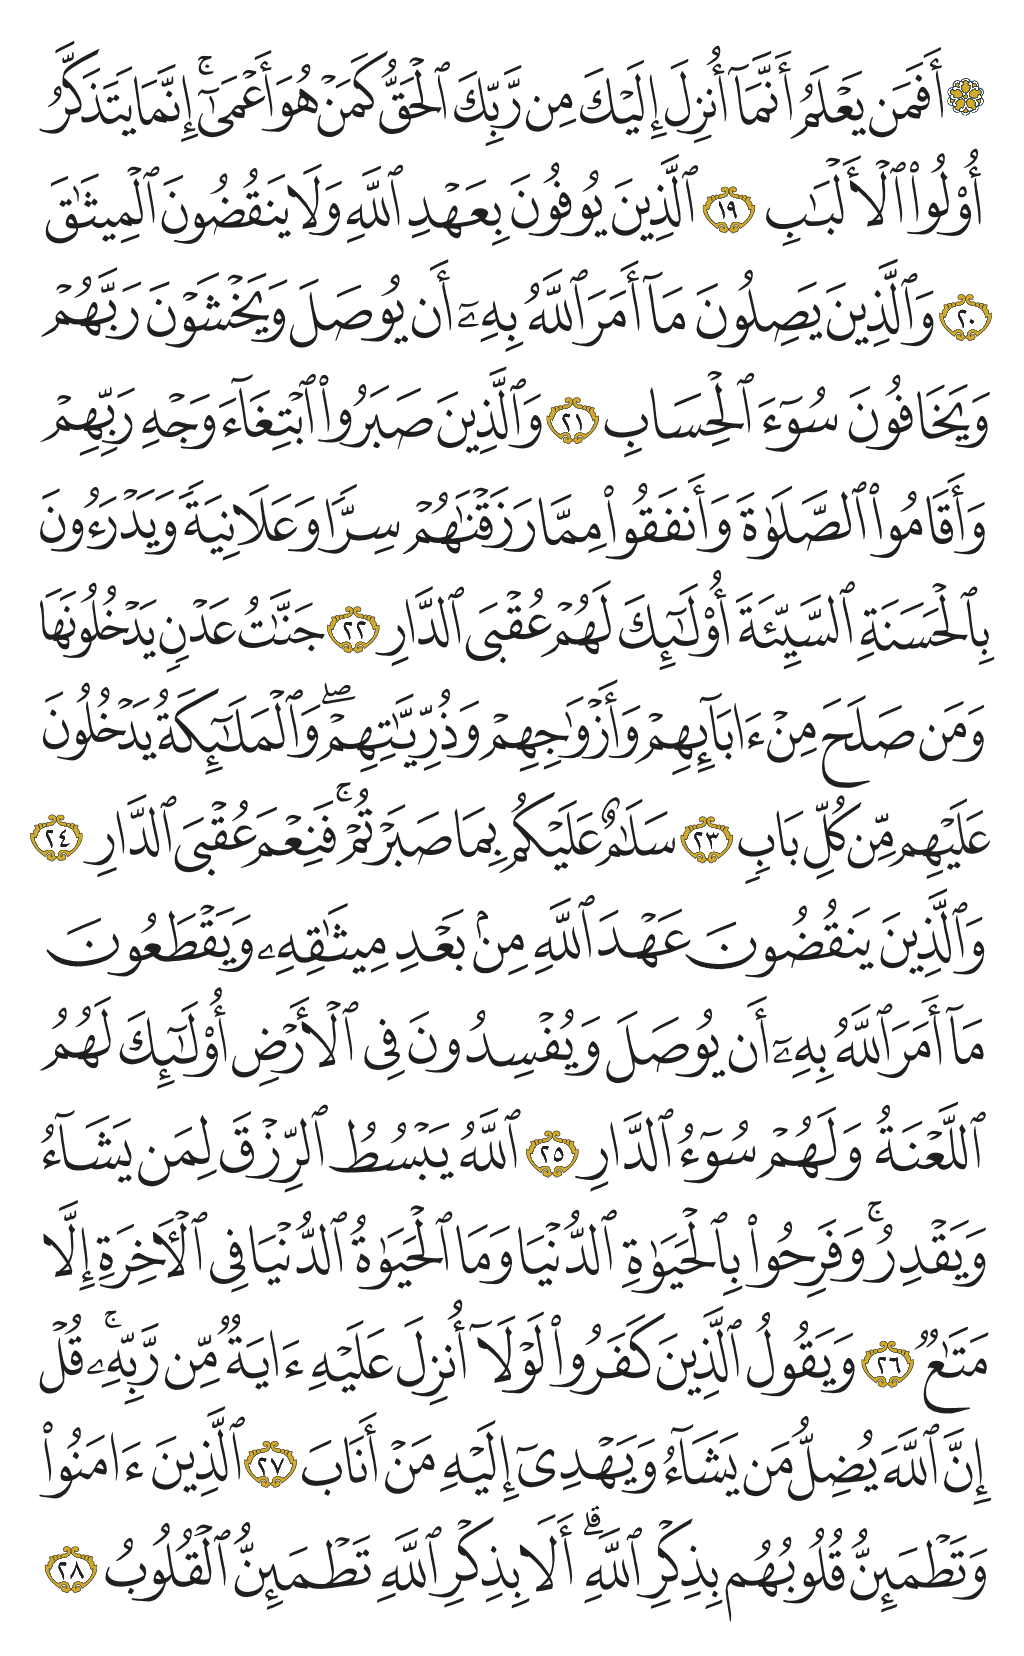 ۞ أَفَمَن يَعْلَمُ أَنَّمَآ أُنزِلَ إِلَيْكَ مِن رَّبِّكَ ٱلْحَقُّ كَمَنْ هُوَ أَعْمَىٰٓ ۚ إِنَّمَا يَتَذَكَّرُ
أُو۟لُوا۟ ٱلْأَلْبَـٰبِ ١٩ ٱلَّذِينَ يُوفُونَ بِعَهْدِ ٱللَّهِ وَلَا يَنقُضُونَ ٱلْمِيثَـٰقَ
٢٠ وَٱلَّذِينَ يَصِلُونَ مَآ أَمَرَ ٱللَّهُ بِهِۦٓ أَن يُوصَلَ وَيَخْشَوْنَ رَبَّهُمْ
وَيَخَافُونَ سُوٓءَ ٱلْحِسَابِ ٢١ وَٱلَّذِينَ صَبَرُوا۟ ٱبْتِغَآءَ وَجْهِ رَبِّهِمْ
وَأَقَامُوا۟ ٱلصَّلَوٰةَ وَأَنفَقُوا۟ مِمَّا رَزَقْنَـٰهُمْ سِرًّا وَعَلَانِيَةً وَيَدْرَءُونَ
بِٱلْحَسَنَةِ ٱلسَّيِّئَةَ أُو۟لَـٰٓئِكَ لَهُمْ عُقْبَى ٱلدَّارِ ٢٢ جَنَّـٰتُ عَدْنٍ يَدْخُلُونَهَا
وَمَن صَلَحَ مِنْ ءَابَآئِهِمْ وَأَزْوَٰجِهِمْ وَذُرِّيَّـٰتِهِمْ ۖ وَٱلْمَلَـٰٓئِكَةُ يَدْخُلُونَ
عَلَيْهِم مِّن كُلِّ بَابٍ ٢٣ سَلَـٰمٌ عَلَيْكُم بِمَا صَبَرْتُمْ ۚ فَنِعْمَ عُقْبَى ٱلدَّارِ ٢٤
وَٱلَّذِينَ يَنقُضُونَ عَهْدَ ٱللَّهِ مِنۢ بَعْدِ مِيثَـٰقِهِۦ وَيَقْطَعُونَ
مَآ أَمَرَ ٱللَّهُ بِهِۦٓ أَن يُوصَلَ وَيُفْسِدُونَ فِى ٱلْأَرْضِ أُو۟لَـٰٓئِكَ لَهُمُ
ٱللَّعْنَةُ وَلَهُمْ سُوٓءُ ٱلدَّارِ ٢٥ ٱللَّهُ يَبْسُطُ ٱلرِّزْقَ لِمَن يَشَآءُ
وَيَقْدِرُ ۚ وَفَرِحُوا۟ بِٱلْحَيَوٰةِ ٱلدُّنْيَا وَمَا ٱلْحَيَوٰةُ ٱلدُّنْيَا فِى ٱلْـَٔاخِرَةِ إِلَّا
مَتَـٰعٌ ٢٦ وَيَقُولُ ٱلَّذِينَ كَفَرُوا۟ لَوْلَآ أُنزِلَ عَلَيْهِ ءَايَةٌ مِّن رَّبِّهِۦ ۗ قُلْ
إِنَّ ٱللَّهَ يُضِلُّ مَن يَشَآءُ وَيَهْدِىٓ إِلَيْهِ مَنْ أَنَابَ ٢٧ ٱلَّذِينَ ءَامَنُوا۟
وَتَطْمَئِنُّ قُلُوبُهُم بِذِكْرِ ٱللَّهِ ۗ أَلَا بِذِكْرِ ٱللَّهِ تَطْمَئِنُّ ٱلْقُلُوبُ ٢٨